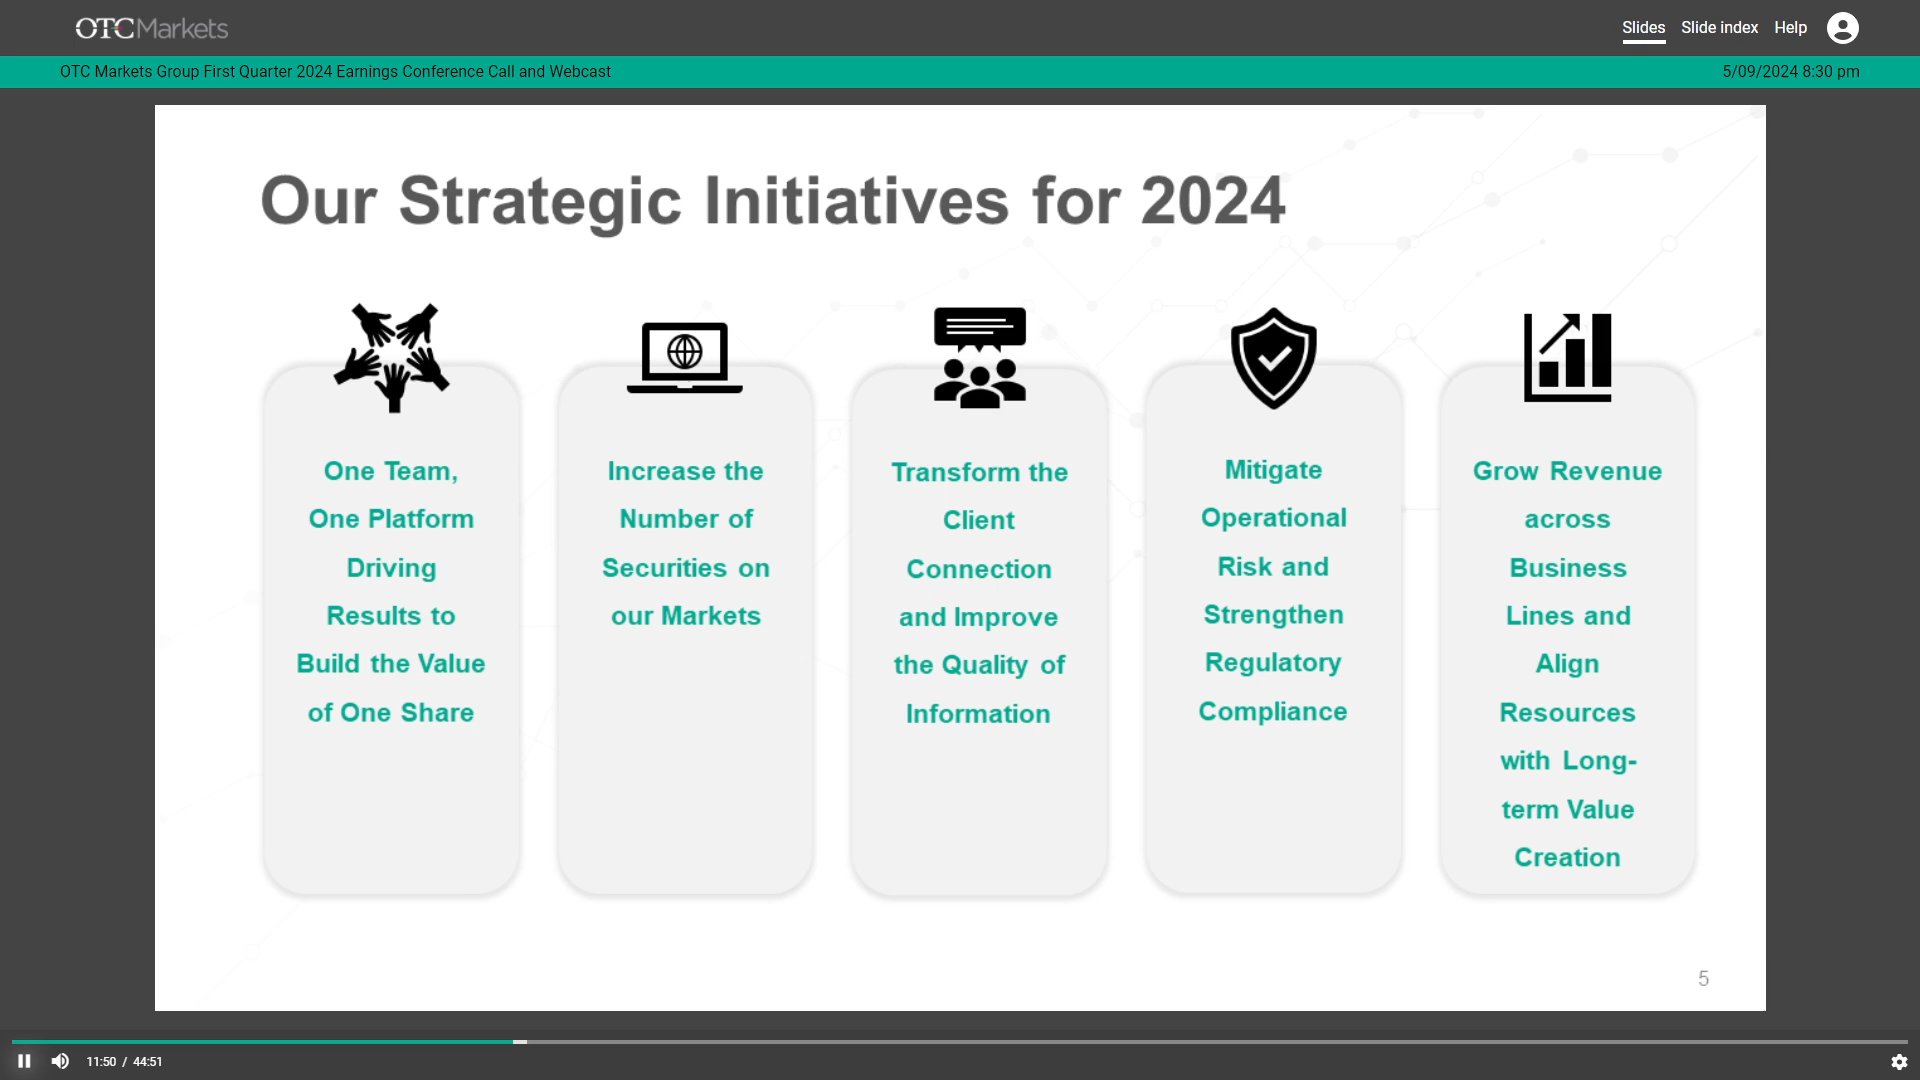 OTCMarkets
Slides
Slide index
Help
OTC Markets Group First Quarter 2024 Earnings Conference Call and Webcast
5/09/2024 8:30 pm
Our Strategic Initiatives for 2024
One Team,
One Platform
Driving
Results to
Build the Value
of One Share
Increase the
Number of
Securities on
our Markets
Transform the
Client
Connection
and Improve
the Quality of
Information
Mitigate
Operational
Risk and
Strengthen
Regulatory
Compliance
Grow Revenue
across
Business
Lines and
Align
Resources
with Long-
term Value
Creation
5
11:50 / 44:51